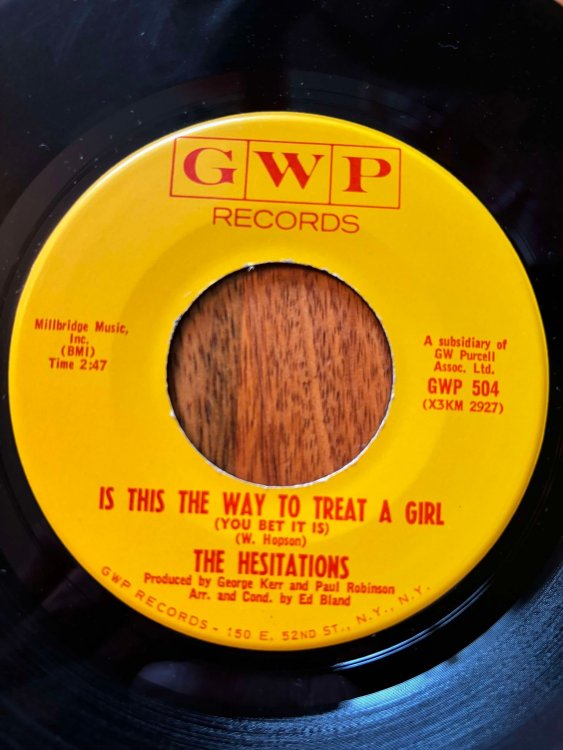 GWP
RECORDS
Millbridge Music,
Inc.
(BMI)
Time 2:47
A subsidiary of
GW Purcell
Assoc. Ltd.
GWP 504
(X3KM 2927)
IS THIS THE WAY TO TREAT A GIRL
(YOU BET IT IS)
(W. Hopson)
THE HESITATIONS
Produced by George Kerr and Paul Robinson
Arr. and Cond. by Ed Bland
GWP RECORDS - 150 E. 52ND ST., N.Y., N.Y.